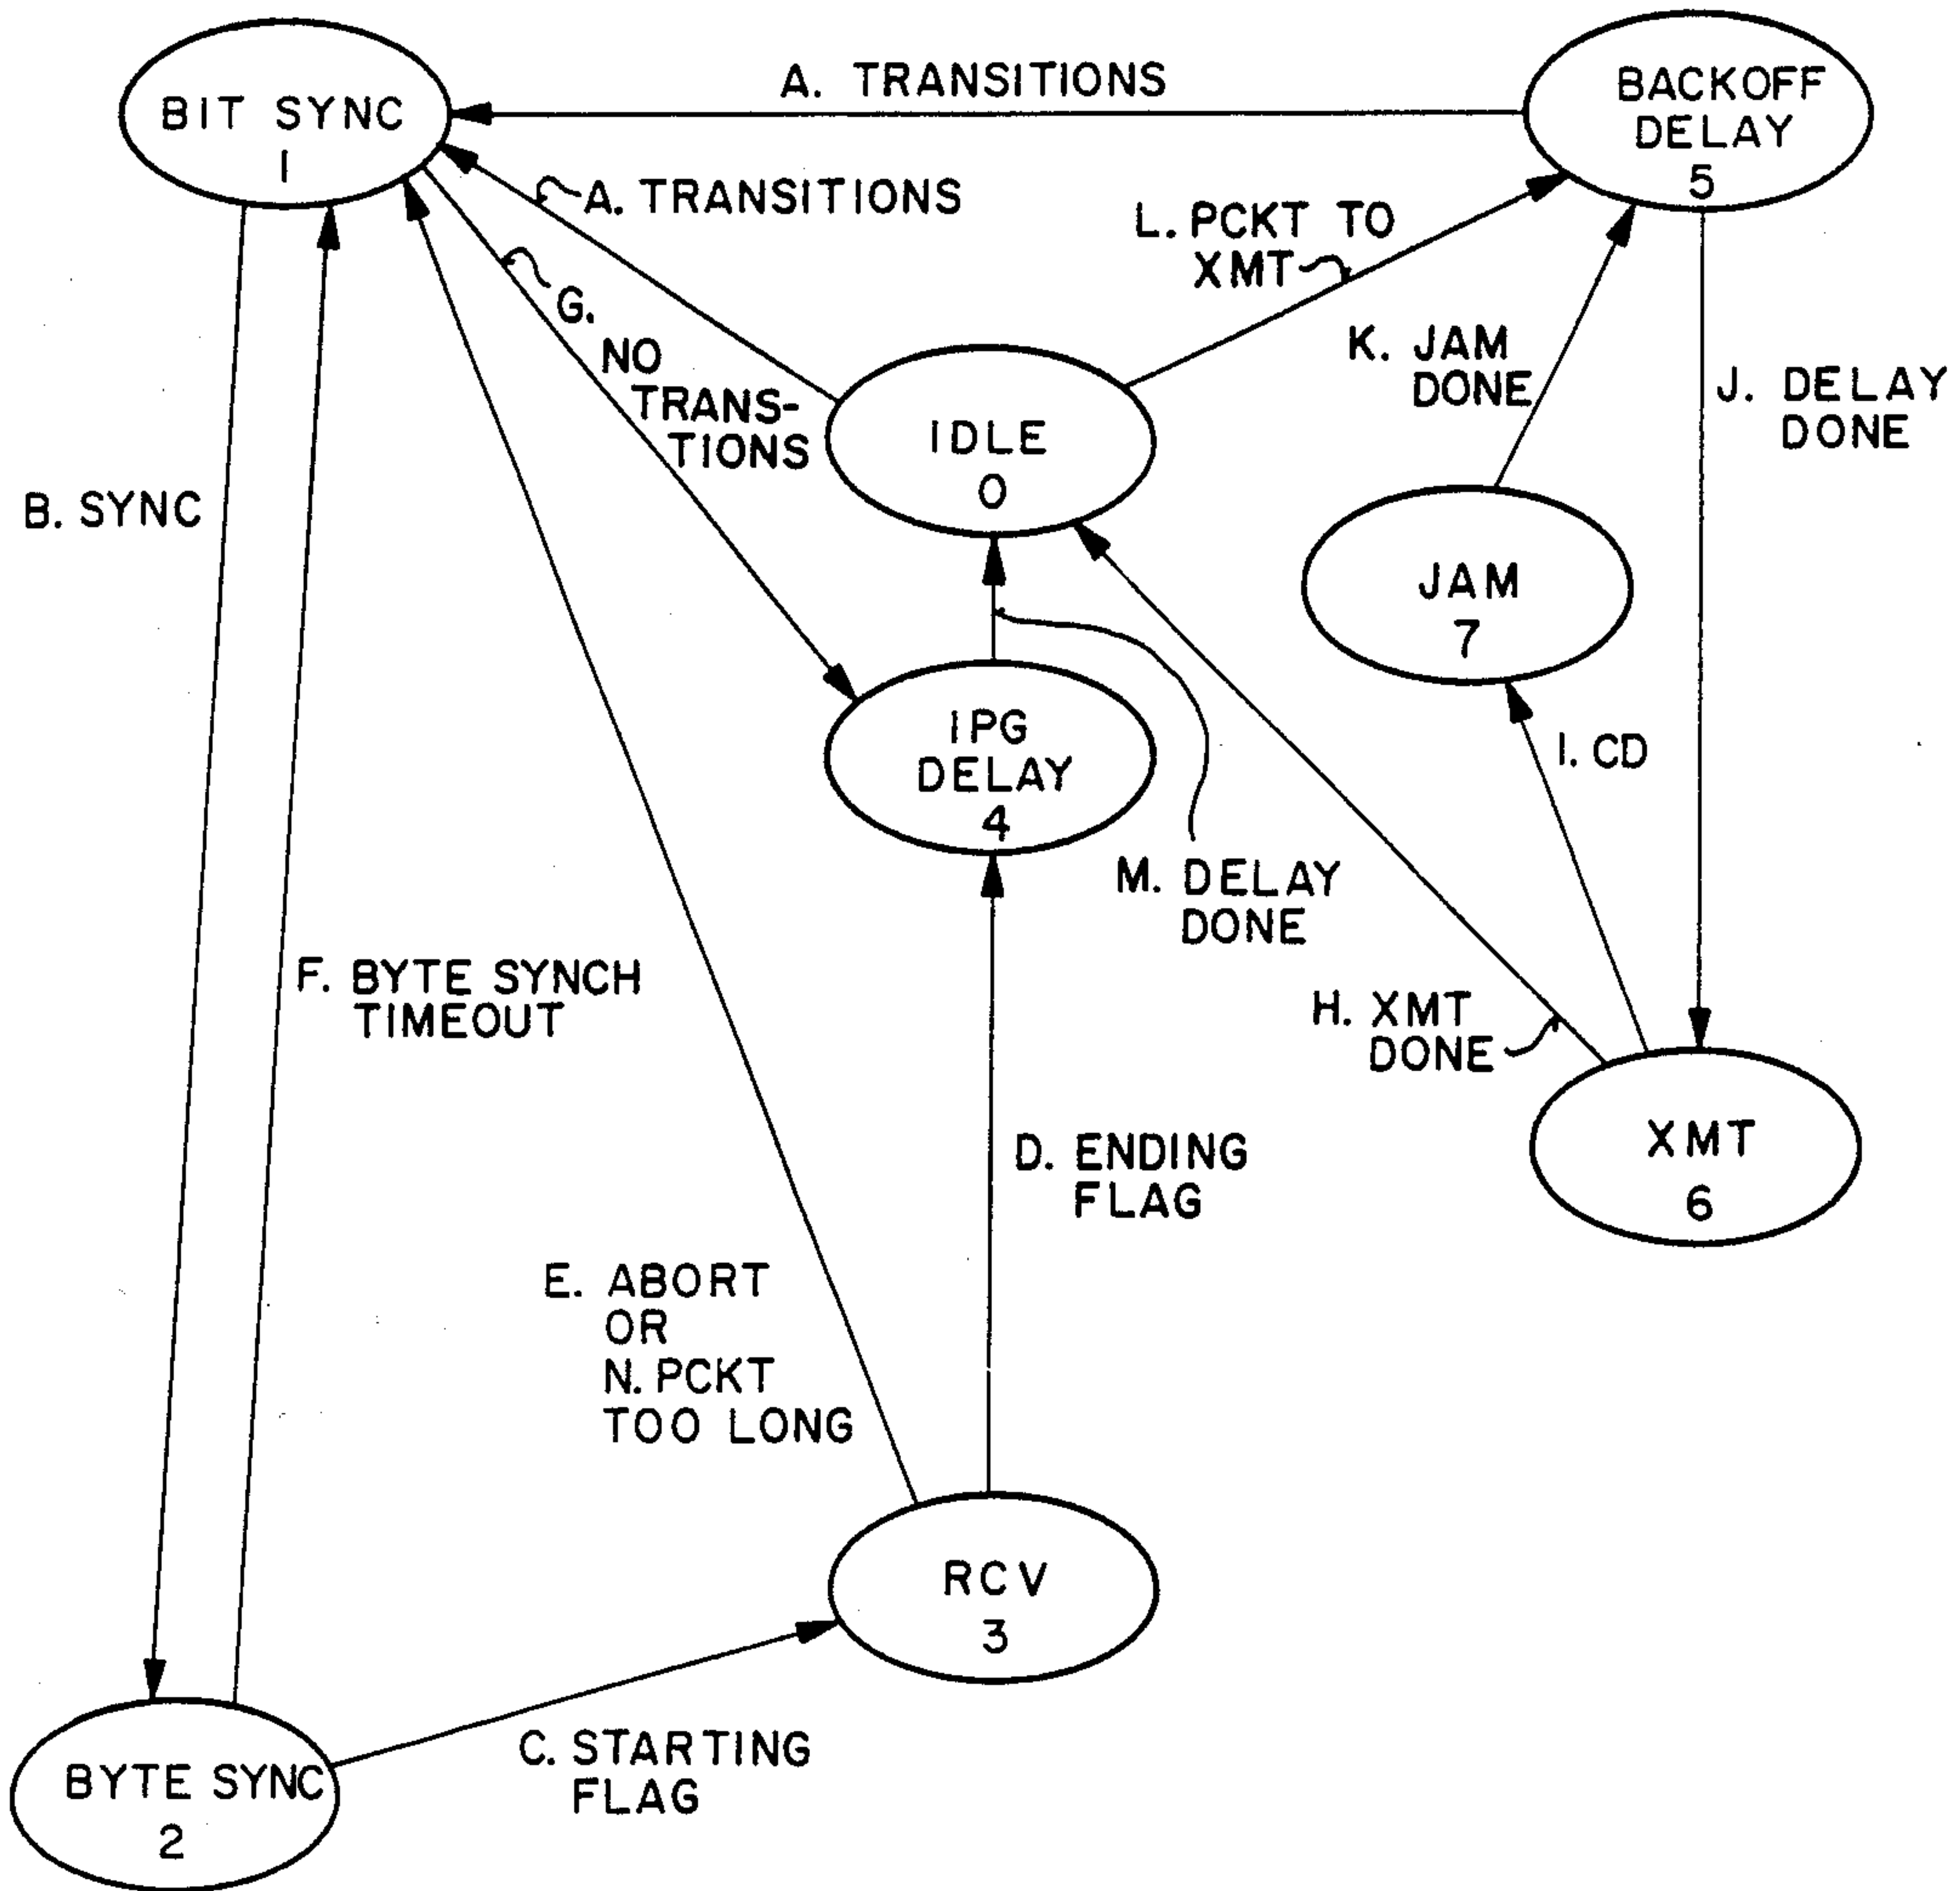 BIT SYNC
1
A. TRANSITIONS
BACKOFF
DELAY
5
A. TRANSITIONS
L. PCKT TO
XMT
G.
NO
TRANS-
TIONS
K. JAM
DONE
J. DELAY
DONE
IDLE
0
B. SYNC
JAM
7
IPG
DELAY
4
I. CD
M. DELAY
DONE
F. BYTE SYNCH
TIMEOUT
H. XMT
DONE
XMT
6
D. ENDING
FLAG
E. ABORT
OR
N. PCKT
TOO LONG
RCV
3
C. STARTING
FLAG
BYTE SYNC
2